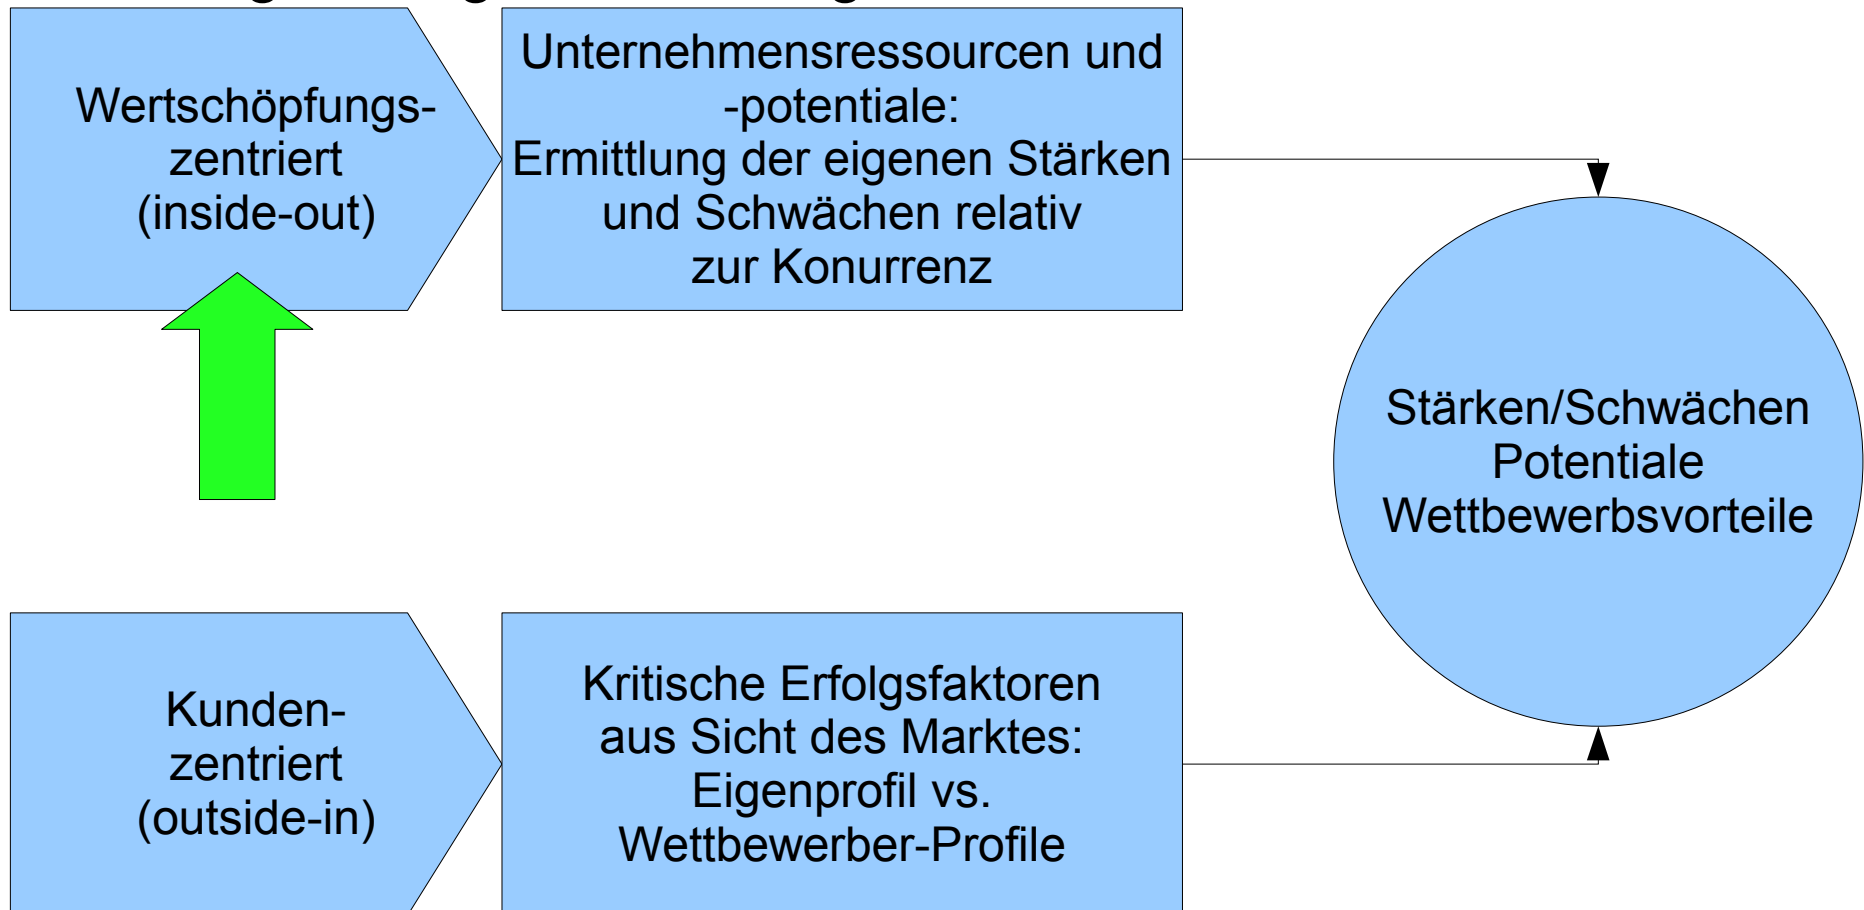 Wertschöpfungs-
zentriert
(inside-out)
Unternehmensressourcen und
-potentiale:
Ermittlung der eigenen Stärken
und Schwächen relativ
zur Konurrenz
Stärken/Schwächen
Potentiale
Wettbewerbsvorteile
Kunden-
zentriert
(outside-in)
Kritische Erfolgsfaktoren
aus Sicht des Marktes:
Eigenprofil vs.
Wettbewerber-Profile